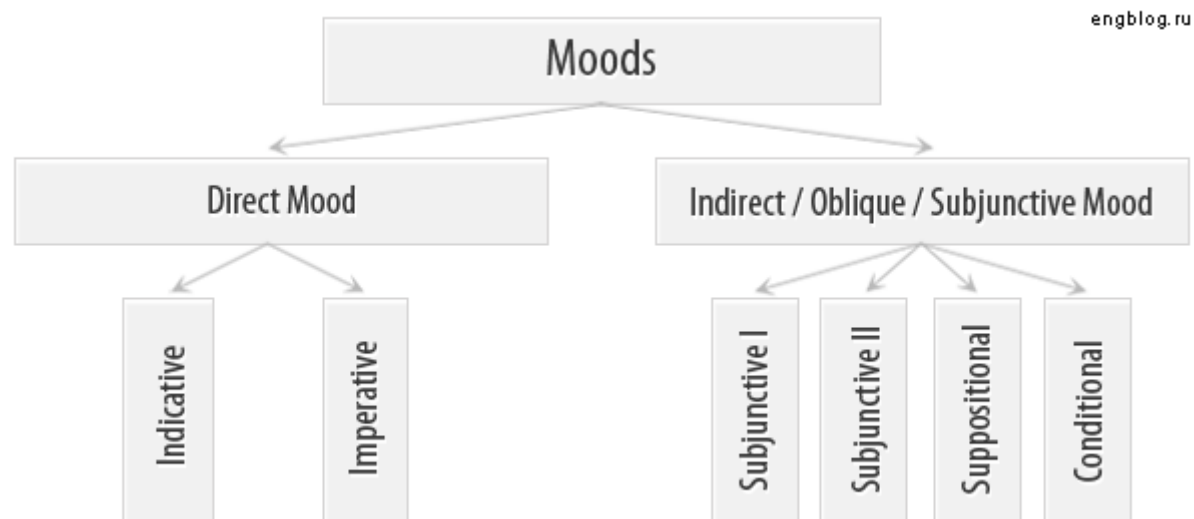 engblog.ru
Moods
Direct Mood
Indirect / Oblique / Subjunctive Mood
Indicative
Imperative
Subjunctive I
Subjunctive II
Suppositional
Conditional